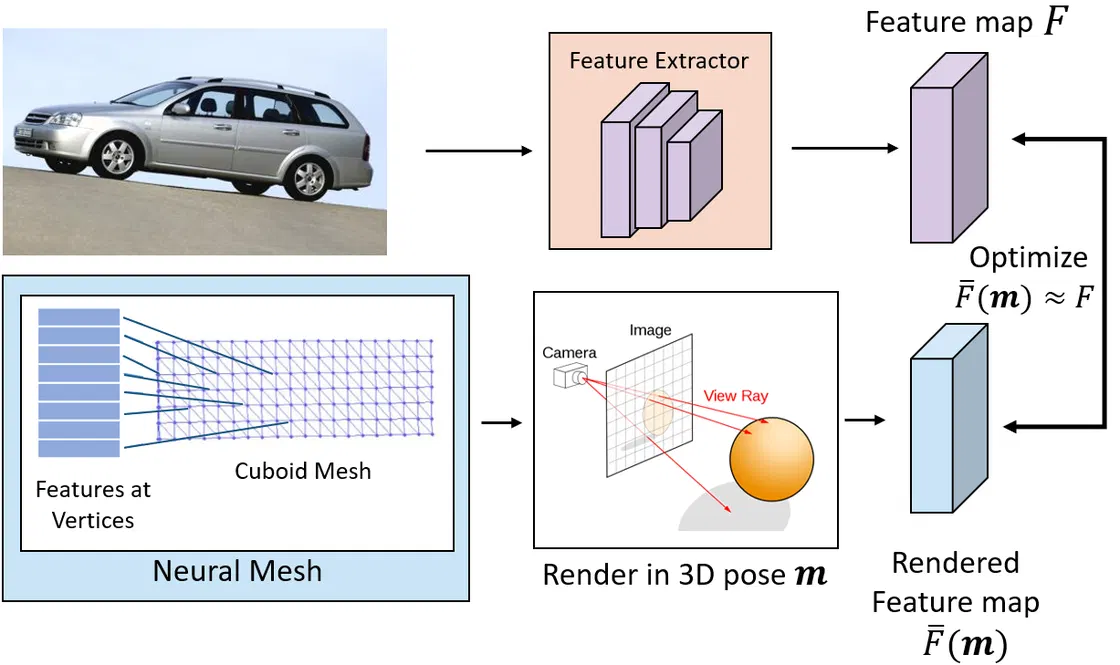 Feature map F
Feature Extractor
Optimize
F̅(m) ≈ F
Image
Camera
View Ray
Cuboid Mesh
Features at
Vertices
Neural Mesh
Render in 3D pose m
Rendered
Feature map
F̅(m)